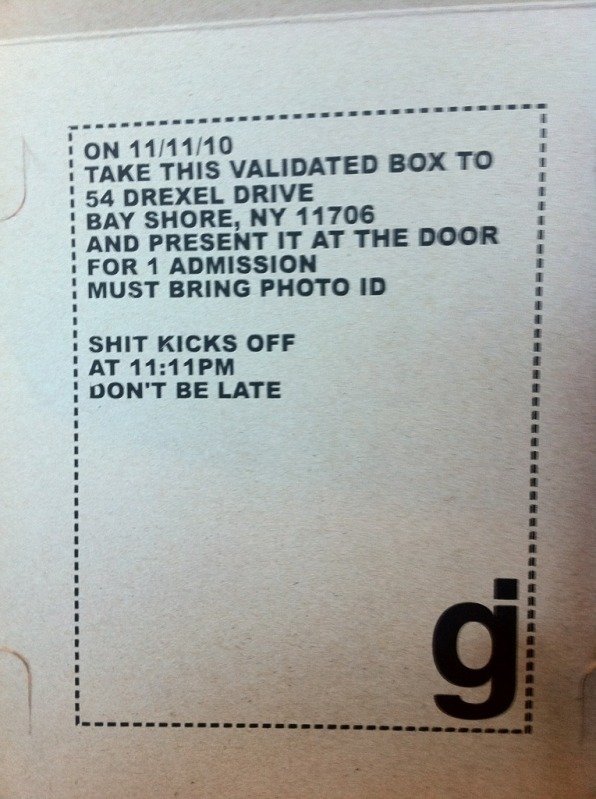 ON 11/11/10
TAKE THIS VALIDATED BOX TO
54 DREXEL DRIVE
BAY SHORE, NY 11706
AND PRESENT IT AT THE DOOR
FOR 1 ADMISSION
MUST BRING PHOTO ID
SHIT KICKS OFF
AT 11:11PM
DON'T BE LATE
gi